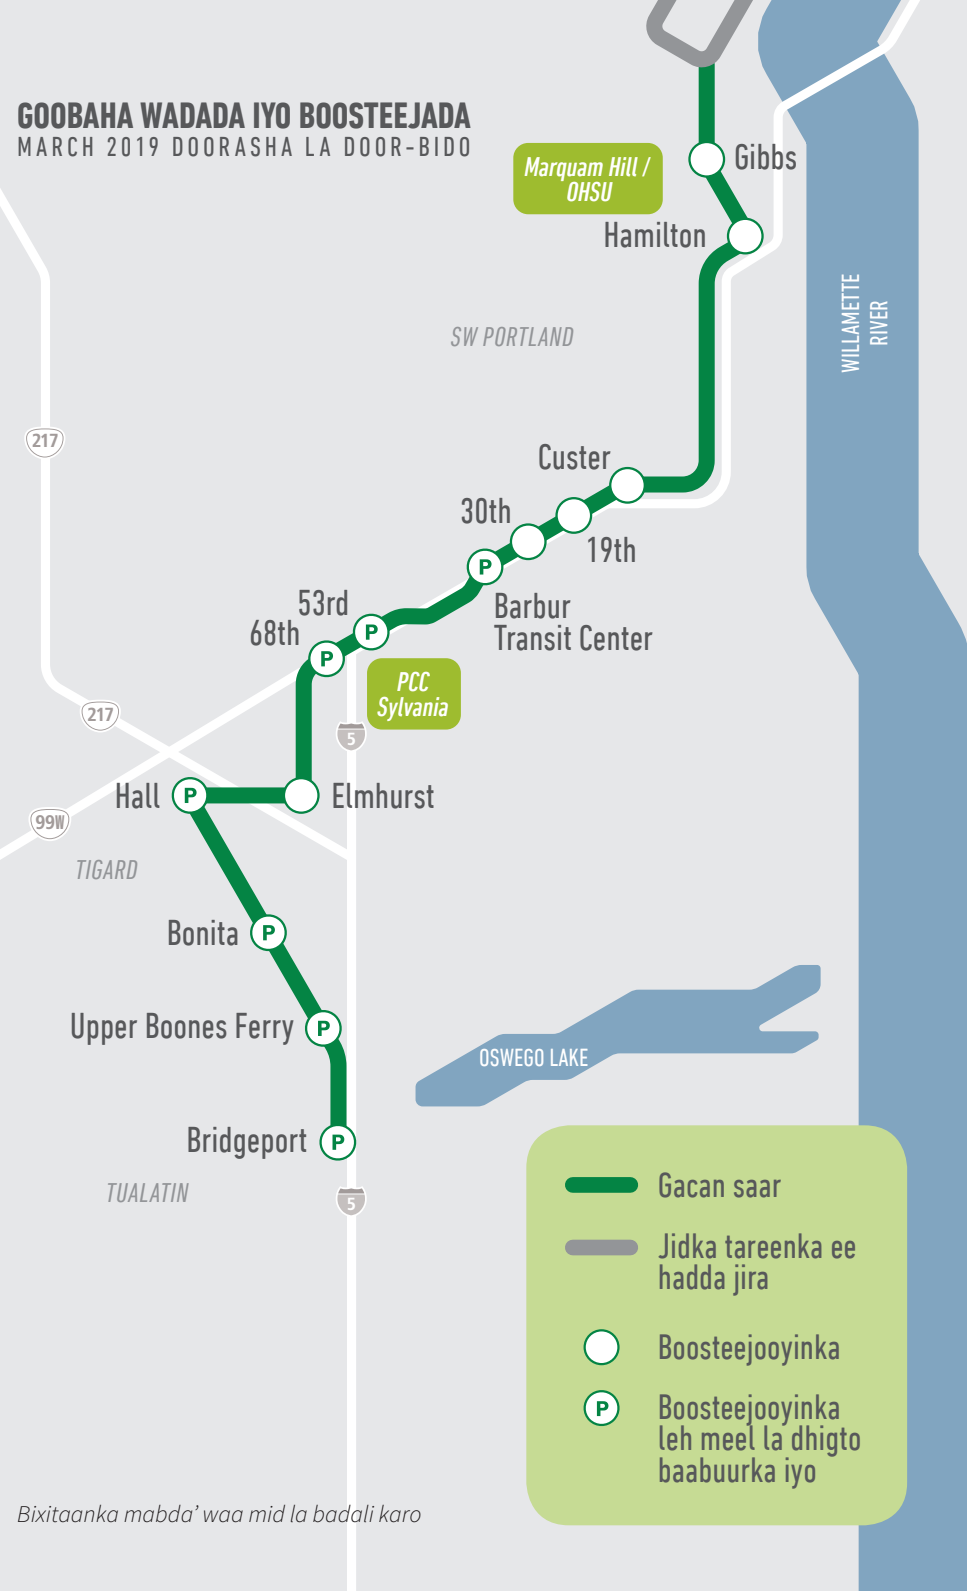 GOOBAHA WADADA IYO BOOSTEEJADA
MARCH 2019 DOORASHA LA DOOR-BIDO
Marquam Hill /
OHSU
Gibbs
Hamilton
WILLAMETTE
RIVER
SW PORTLAND
217
Custer
30th
19th
53rd
P
Barbur
Transit Center
68th
P
P
PCC
Sylvania
217
5
Hall
P
Elmhurst
99W
TIGARD
Bonita
P
Upper Boones Ferry
P
OSWEGO LAKE
Bridgeport
P
TUALATIN
5
Gacan saar
Jidka tareenka ee
hadda jira
Boosteejooyinka
P
Boosteejooyinka
leh meel la dhigto
baabuurka iyo
Bixitaanka mabda’ waa mid la badali karo